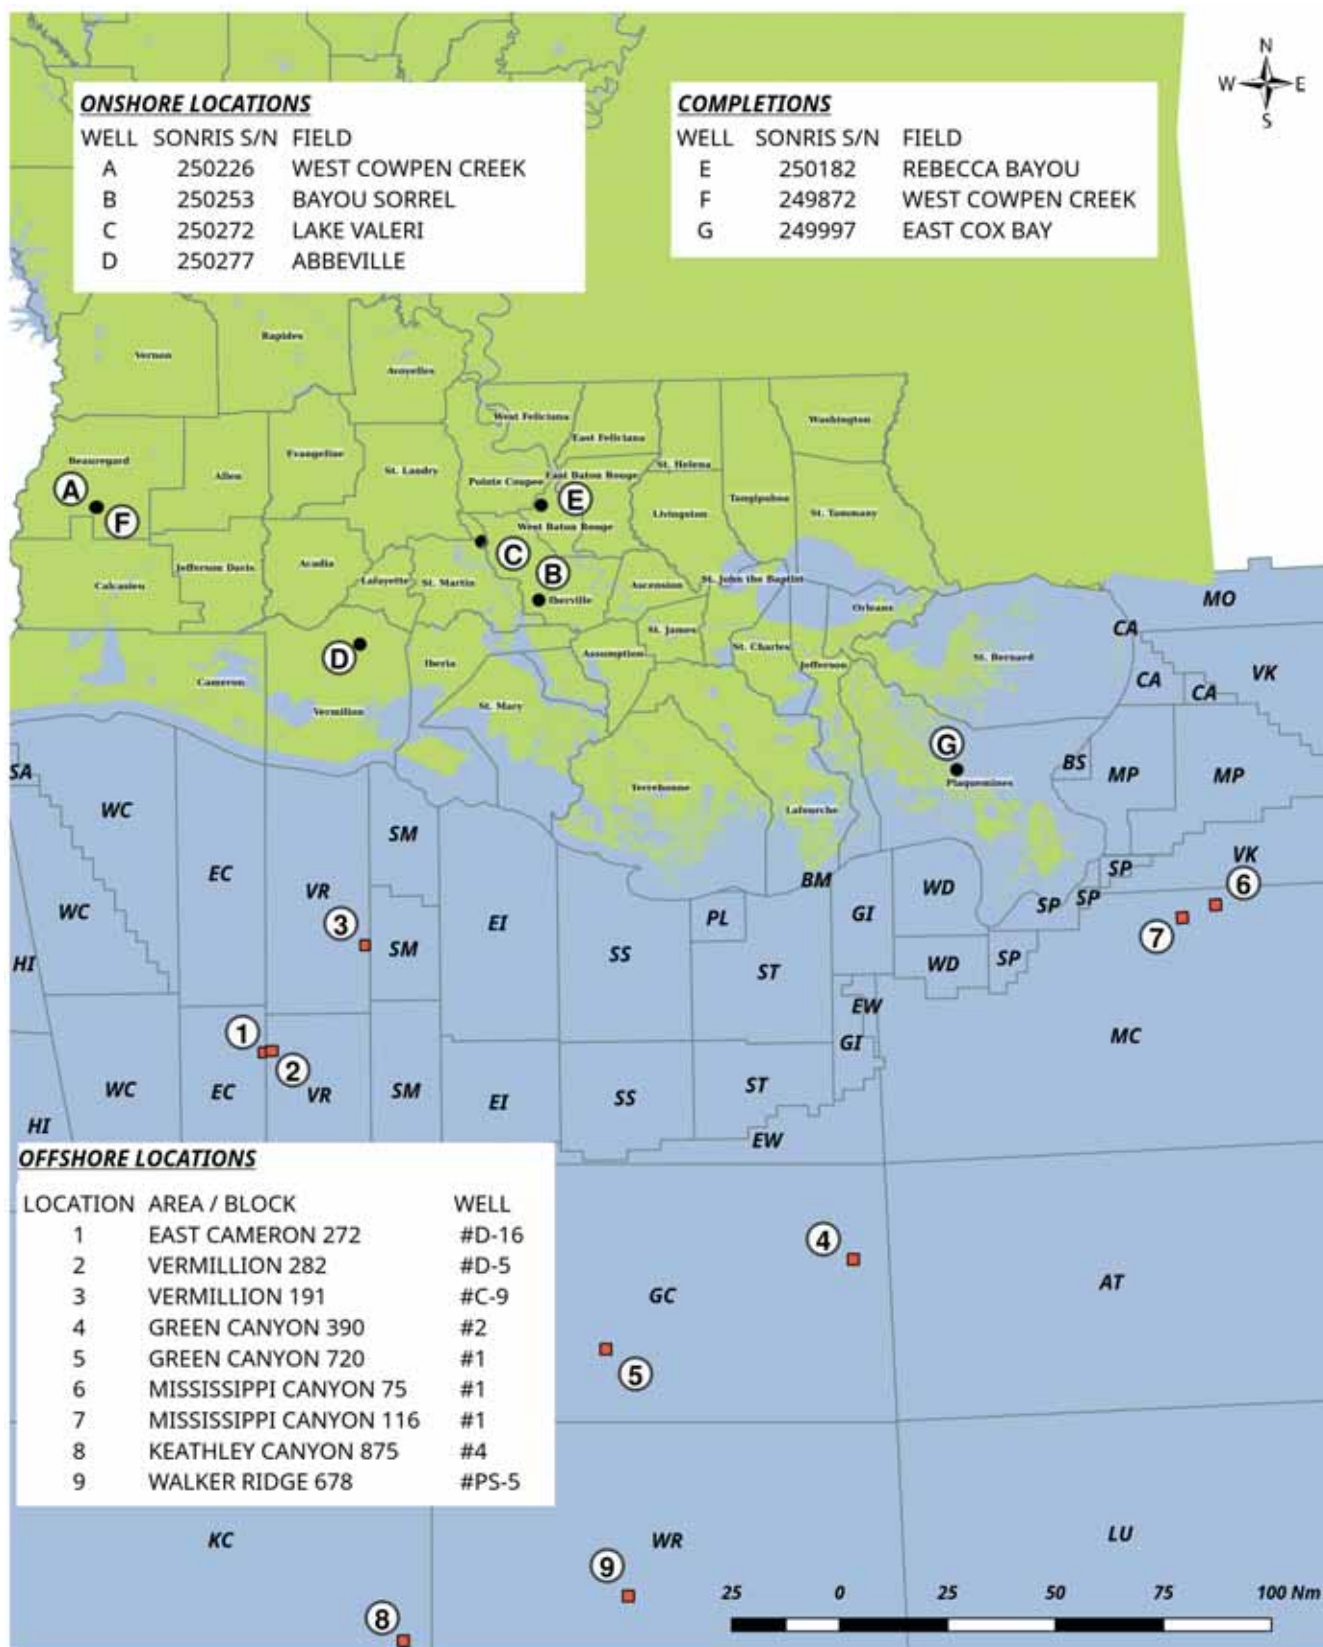 N
W E
S
ONSHORE LOCATIONS
WELL SONRIS S/N FIELD
A 250226 WEST COWPEN CREEK
B 250253 BAYOU SORREL
C 250272 LAKE VALERI
D 250277 ABBEVILLE
COMPLETIONS
WELL SONRIS S/N FIELD
E 250182 REBECCA BAYOU
F 249872 WEST COWPEN CREEK
G 249997 EAST COX BAY
Rapides
Vernon
Avoyelles
West Feliciana
Washington
East Feliciana
Evangeline
Beauregard
St. Landry
St. Helena
Allen
Pointe Coupee
East Baton Rouge
A
E
Tangipahoa
Livingston
St. Tammany
F
West Baton Rouge
C
Acadia
Jefferson Davis
B
Lafayette
St. Martin
St. John the Baptist
Calcasieu
Ascension
Iberville
MO
Orleans
CA
St. James
St. Charles
Assumption
D
Iberia
Jefferson
St. Bernard
VK
CA
Cameron
CA
St. Mary
Vermilion
G
BS
SA
MP
MP
Plaquemines
Terrebonne
WC
Lafourche
SM
VK
EC
SP
BM
6
VR
WD
WC
PL
GI
SP
SP
3
EI
7
SM
SS
SP
HI
WD
ST
EW
1
GI
MC
2
ST
WC
EC
VR
SM
SS
EI
HI
EW
OFFSHORE LOCATIONS
LOCATION AREA / BLOCK WELL
1 EAST CAMERON 272 #D-16
2 VERMILLION 282 #D-5
3 VERMILLION 191 #C-9
4 GREEN CANYON 390 #2
5 GREEN CANYON 720 #1
6 MISSISSIPPI CANYON 75 #1
7 MISSISSIPPI CANYON 116 #1
8 KEATHLEY CANYON 875 #4
9 WALKER RIDGE 678 #PS-5
4
GC
AT
5
KC
WR
LU
9
8
25 0 25 50 75 100 Nm